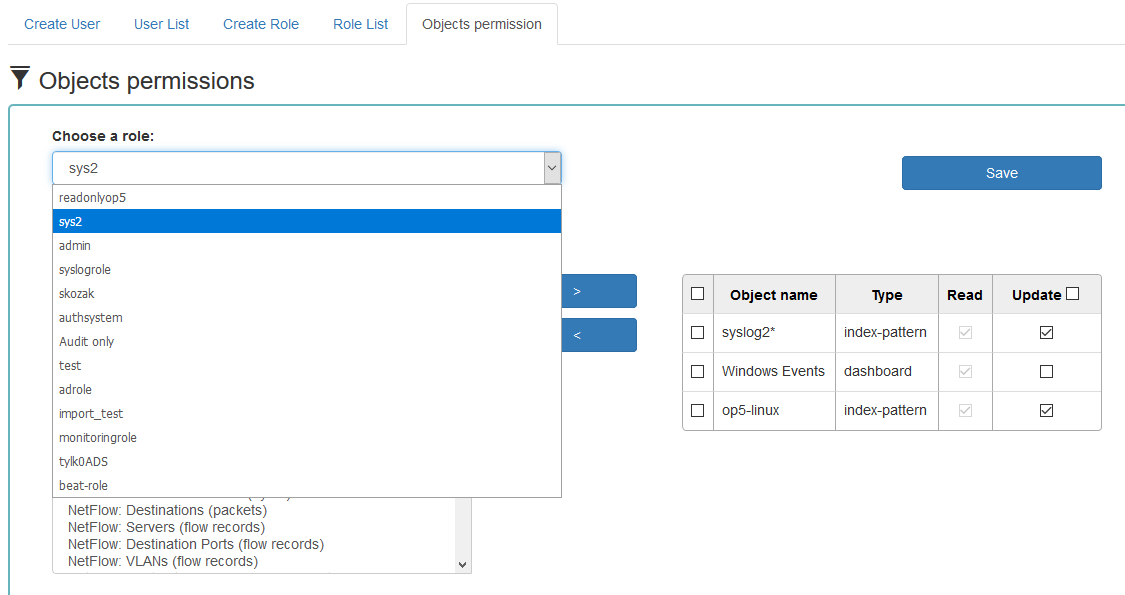 Create User User List Create Role Role List Objects permission
Objects permissions
Choose a role:
sys2
Save
readonlyop5
sys2
admin
syslogrole
skozak
authsystem
Audit only
test
adrole
import_test
monitoringrole
tylk0ADS
beat-role
NetFlow: Destinations (packets)
NetFlow: Servers (flow records)
NetFlow: Destination Ports (flow records)
NetFlow: VLANs (flow records)
>
<
Object name Type Read Update
syslog2* index-pattern
Windows Events dashboard
op5-linux index-pattern